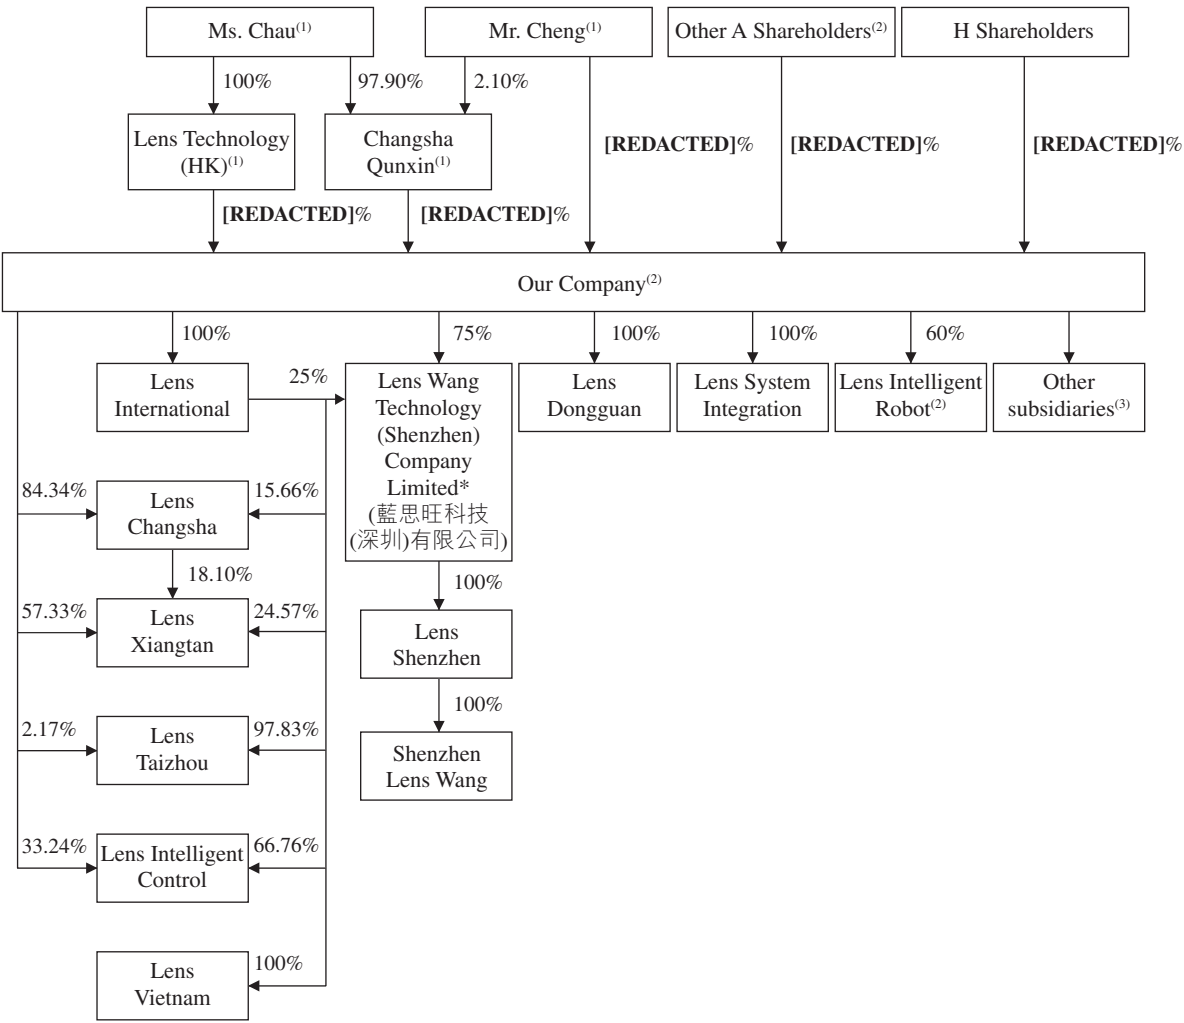 Ms. Chau(1)
Mr. Cheng(1)
Other A Shareholders(2)
H Shareholders
100%
97.90%
2.10%
Lens Technology
(HK)(1)
Changsha
Qunxin(1)
[REDACTED]%
[REDACTED]%
[REDACTED]%
[REDACTED]%
[REDACTED]%
Our Company(2)
100%
75%
100%
100%
60%
Lens
International
25%
Lens Wang
Technology
(Shenzhen)
Company
Limited*
(藍思旺科技
(深圳)有限公司)
Lens
Dongguan
Lens System
Integration
Lens Intelligent
Robot(2)
Other
subsidiaries(3)
84.34%
Lens
Changsha
15.66%
18.10%
100%
57.33%
Lens
Xiangtan
24.57%
Lens
Shenzhen
100%
2.17%
Lens
Taizhou
97.83%
Shenzhen
Lens Wang
33.24%
Lens Intelligent
Control
66.76%
Lens
Vietnam
100%